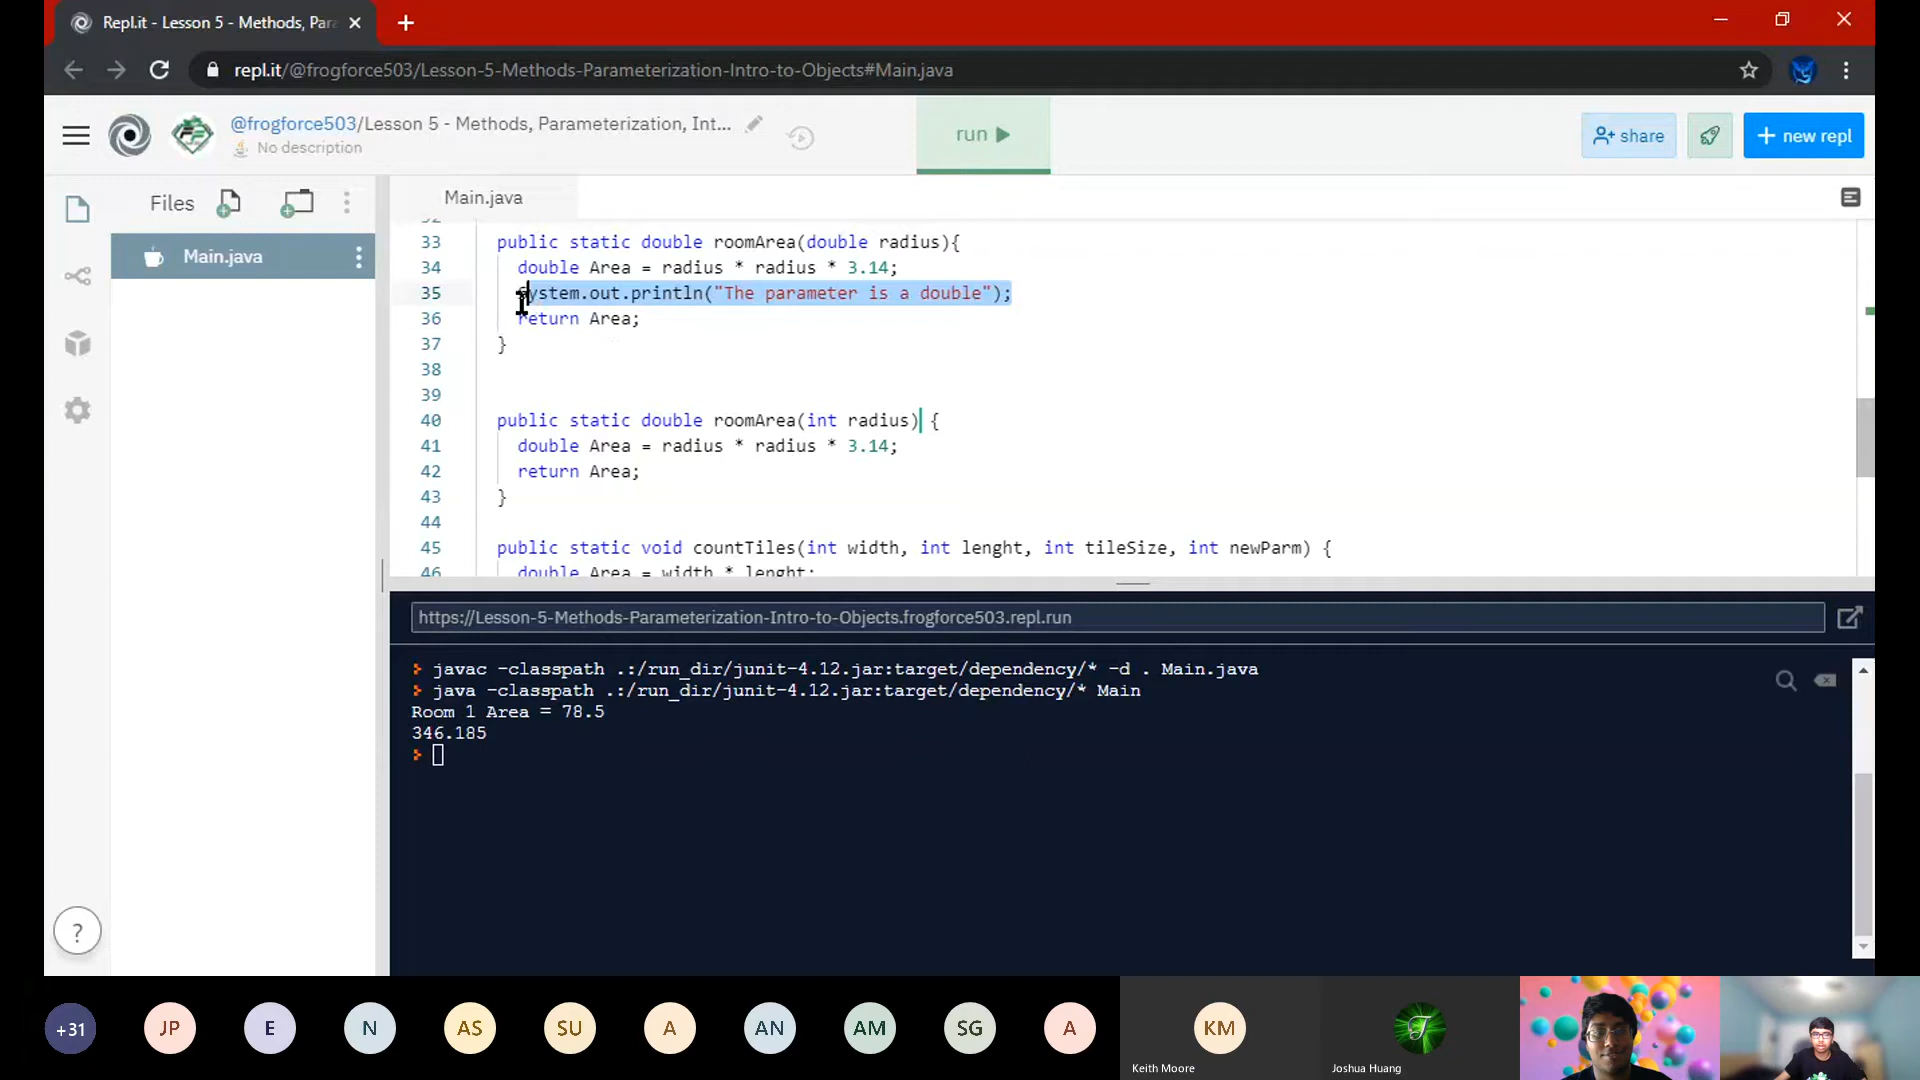 Repl.it - Lesson 5 - Methods, Par
repl.it/@frogforce503/Lesson-5-Methods-Parameterization-Intro-to-Objects#Main.java
@frogforce503/Lesson 5 - Methods, Parameterization, Int...
No description
run
share
+ new repl
Files
Main.java
Main.java
32
33 public static double roomArea(double radius){
34 double Area = radius * radius * 3.14;
35 System.out.println("The parameter is a double");
36 return Area;
37 }
38
39
40 public static double roomArea(int radius) {
41 double Area = radius * radius * 3.14;
42 return Area;
43 }
44
45 public static void countTiles(int width, int lenght, int tileSize, int newParm) {
46 double Area = width * lenght;
https://Lesson-5-Methods-Parameterization-Intro-to-Objects.frogforce503.repl.run
> javac -classpath .:/run_dir/junit-4.12.jar:target/dependency/* -d . Main.java
> java -classpath .:/run_dir/junit-4.12.jar:target/dependency/* Main
Room 1 Area = 78.5
346.185
>
?
+31
JP
E
N
AS
SU
A
AN
AM
SG
A
KM
Keith Moore
Joshua Huang